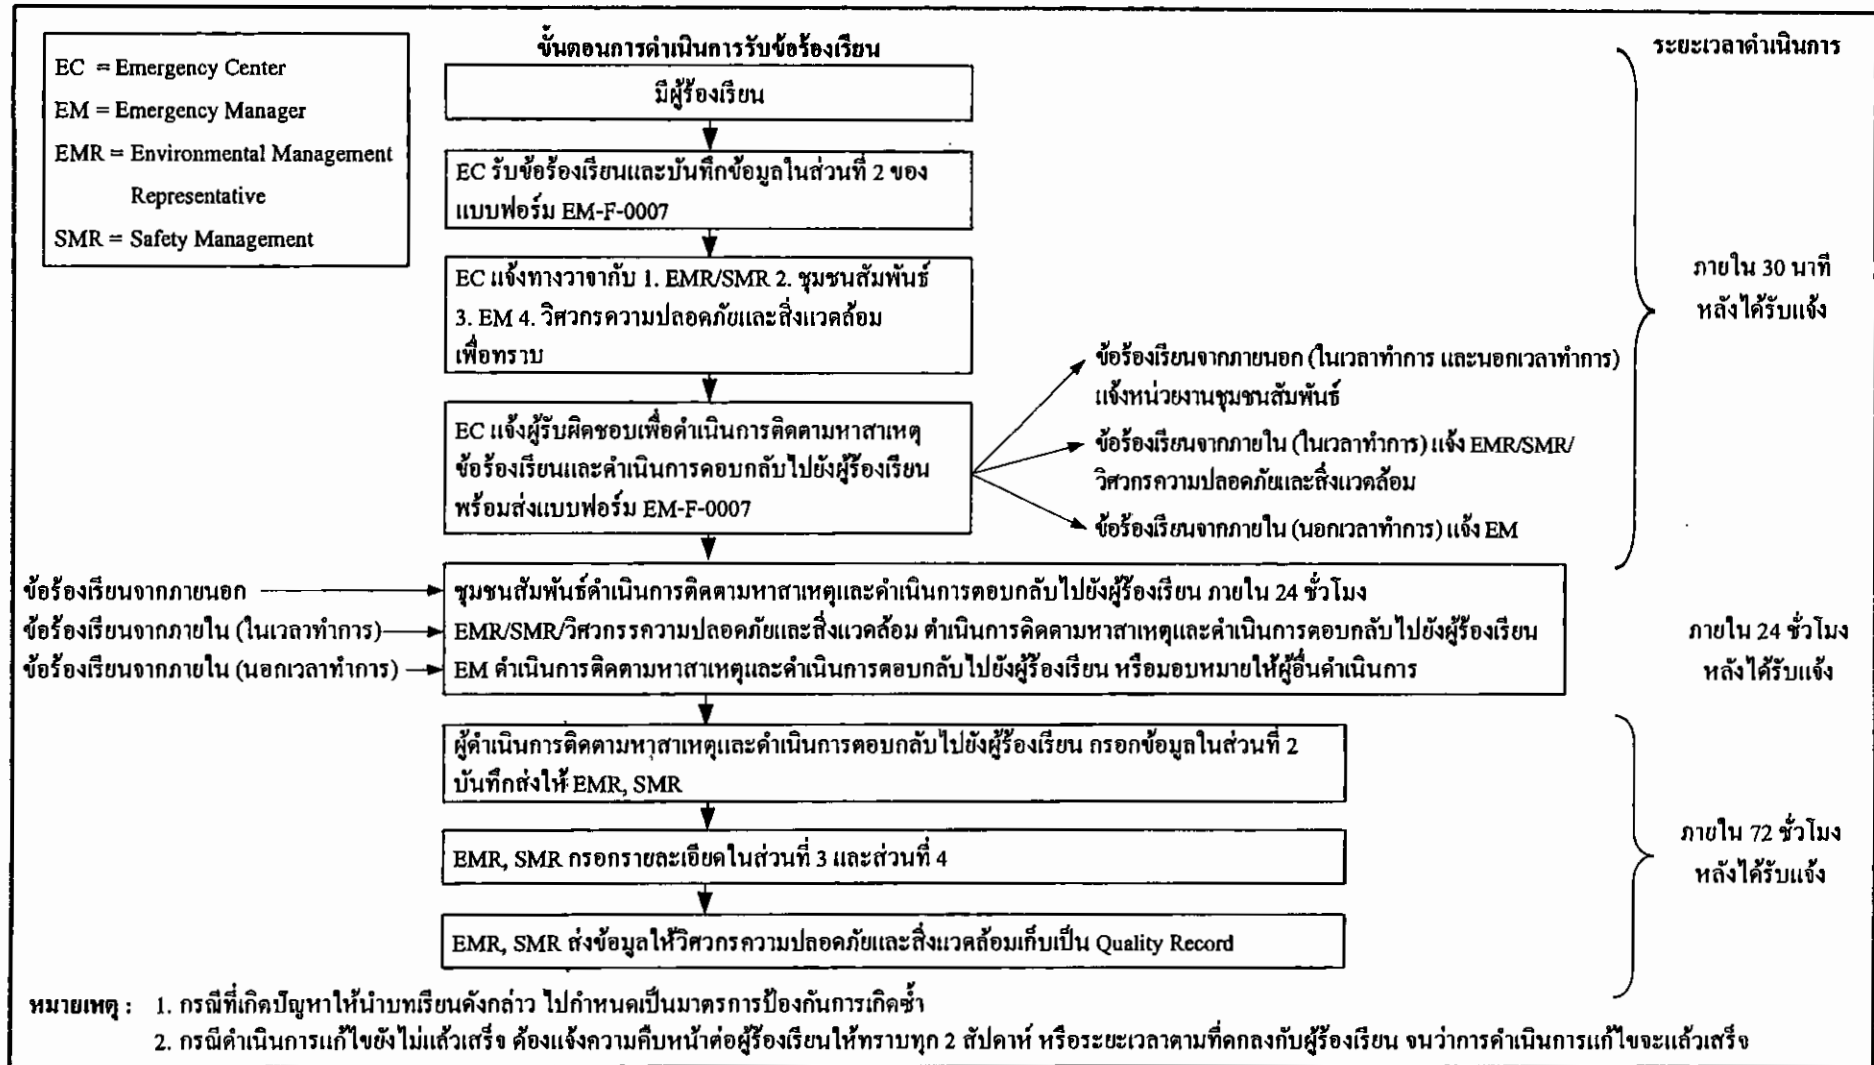 ขั้นตอนการดำเนินการรับข้อร้องเรียน
ระยะเวลาดำเนินการ
EC = Emergency Center
EM = Emergency Manager
EMR = Environmental Management
Representative
SMR = Safety Management
มีผู้ร้องเรียน
EC รับข้อร้องเรียนและบันทึกข้อมูลในส่วนที่ 2 ของ
แบบฟอร์ม EM-F-0007
EC แจ้งทางวาจากับ 1. EMR/SMR 2. ชุมชนสัมพันธ์
3. EM 4. วิศวกรความปลอดภัยและสิ่งแวดล้อม
เพื่อทราบ
ภายใน 30 นาที
หลังได้รับแจ้ง
EC แจ้งผู้รับผิดชอบเพื่อดำเนินการติดตามหาสาเหตุ
ข้อร้องเรียนและดำเนินการตอบกลับไปยังผู้ร้องเรียน
พร้อมส่งแบบฟอร์ม EM-F-0007
ข้อร้องเรียนจากภายนอก (ในเวลาทำการ และนอกเวลาทำการ)
แจ้งหน่วยงานชุมชนสัมพันธ์
ข้อร้องเรียนจากภายใน (ในเวลาทำการ) แจ้ง EMR/SMR/
วิศวกรความปลอดภัยและสิ่งแวดล้อม
ข้อร้องเรียนจากภายใน (นอกเวลาทำการ) แจ้ง EM
ข้อร้องเรียนจากภายนอก
ข้อร้องเรียนจากภายใน (ในเวลาทำการ)
ข้อร้องเรียนจากภายใน (นอกเวลาทำการ)
ชุมชนสัมพันธ์ดำเนินการติดตามหาสาเหตุและดำเนินการตอบกลับไปยังผู้ร้องเรียน ภายใน 24 ชั่วโมง
EMR/SMR/วิศวกรรความปลอดภัยและสิ่งแวดล้อม ดำเนินการติดตามหาสาเหตุและดำเนินการตอบกลับไปยังผู้ร้องเรียน
EM ดำเนินการติดตามหาสาเหตุและดำเนินการตอบกลับไปยังผู้ร้องเรียน หรือมอบหมายให้ผู้อื่นดำเนินการ
ภายใน 24 ชั่วโมง
หลังได้รับแจ้ง
ผู้ดำเนินการติดตามหาสาเหตุและดำเนินการตอบกลับไปยังผู้ร้องเรียน กรอกข้อมูลในส่วนที่ 2
บันทึกส่งให้ EMR, SMR
EMR, SMR กรอกรายละเอียดในส่วนที่ 3 และส่วนที่ 4
EMR, SMR ส่งข้อมูลให้วิศวกรความปลอดภัยและสิ่งแวดล้อมเก็บเป็น Quality Record
ภายใน 72 ชั่วโมง
หลังได้รับแจ้ง
หมายเหตุ : 1. กรณีที่เกิดปัญหาให้นำบทเรียนดังกล่าว ไปกำหนดเป็นมาตรการป้องกันการเกิดซ้ำ
2. กรณีดำเนินการแก้ไขยังไม่แล้วเสร็จ ต้องแจ้งความคืบหน้าต่อผู้ร้องเรียนให้ทราบทุก 2 สัปดาห์ หรือระยะเวลาตามที่ตกลงกับผู้ร้องเรียน จนว่าการดำเนินการแก้ไขจะแล้วเสร็จ